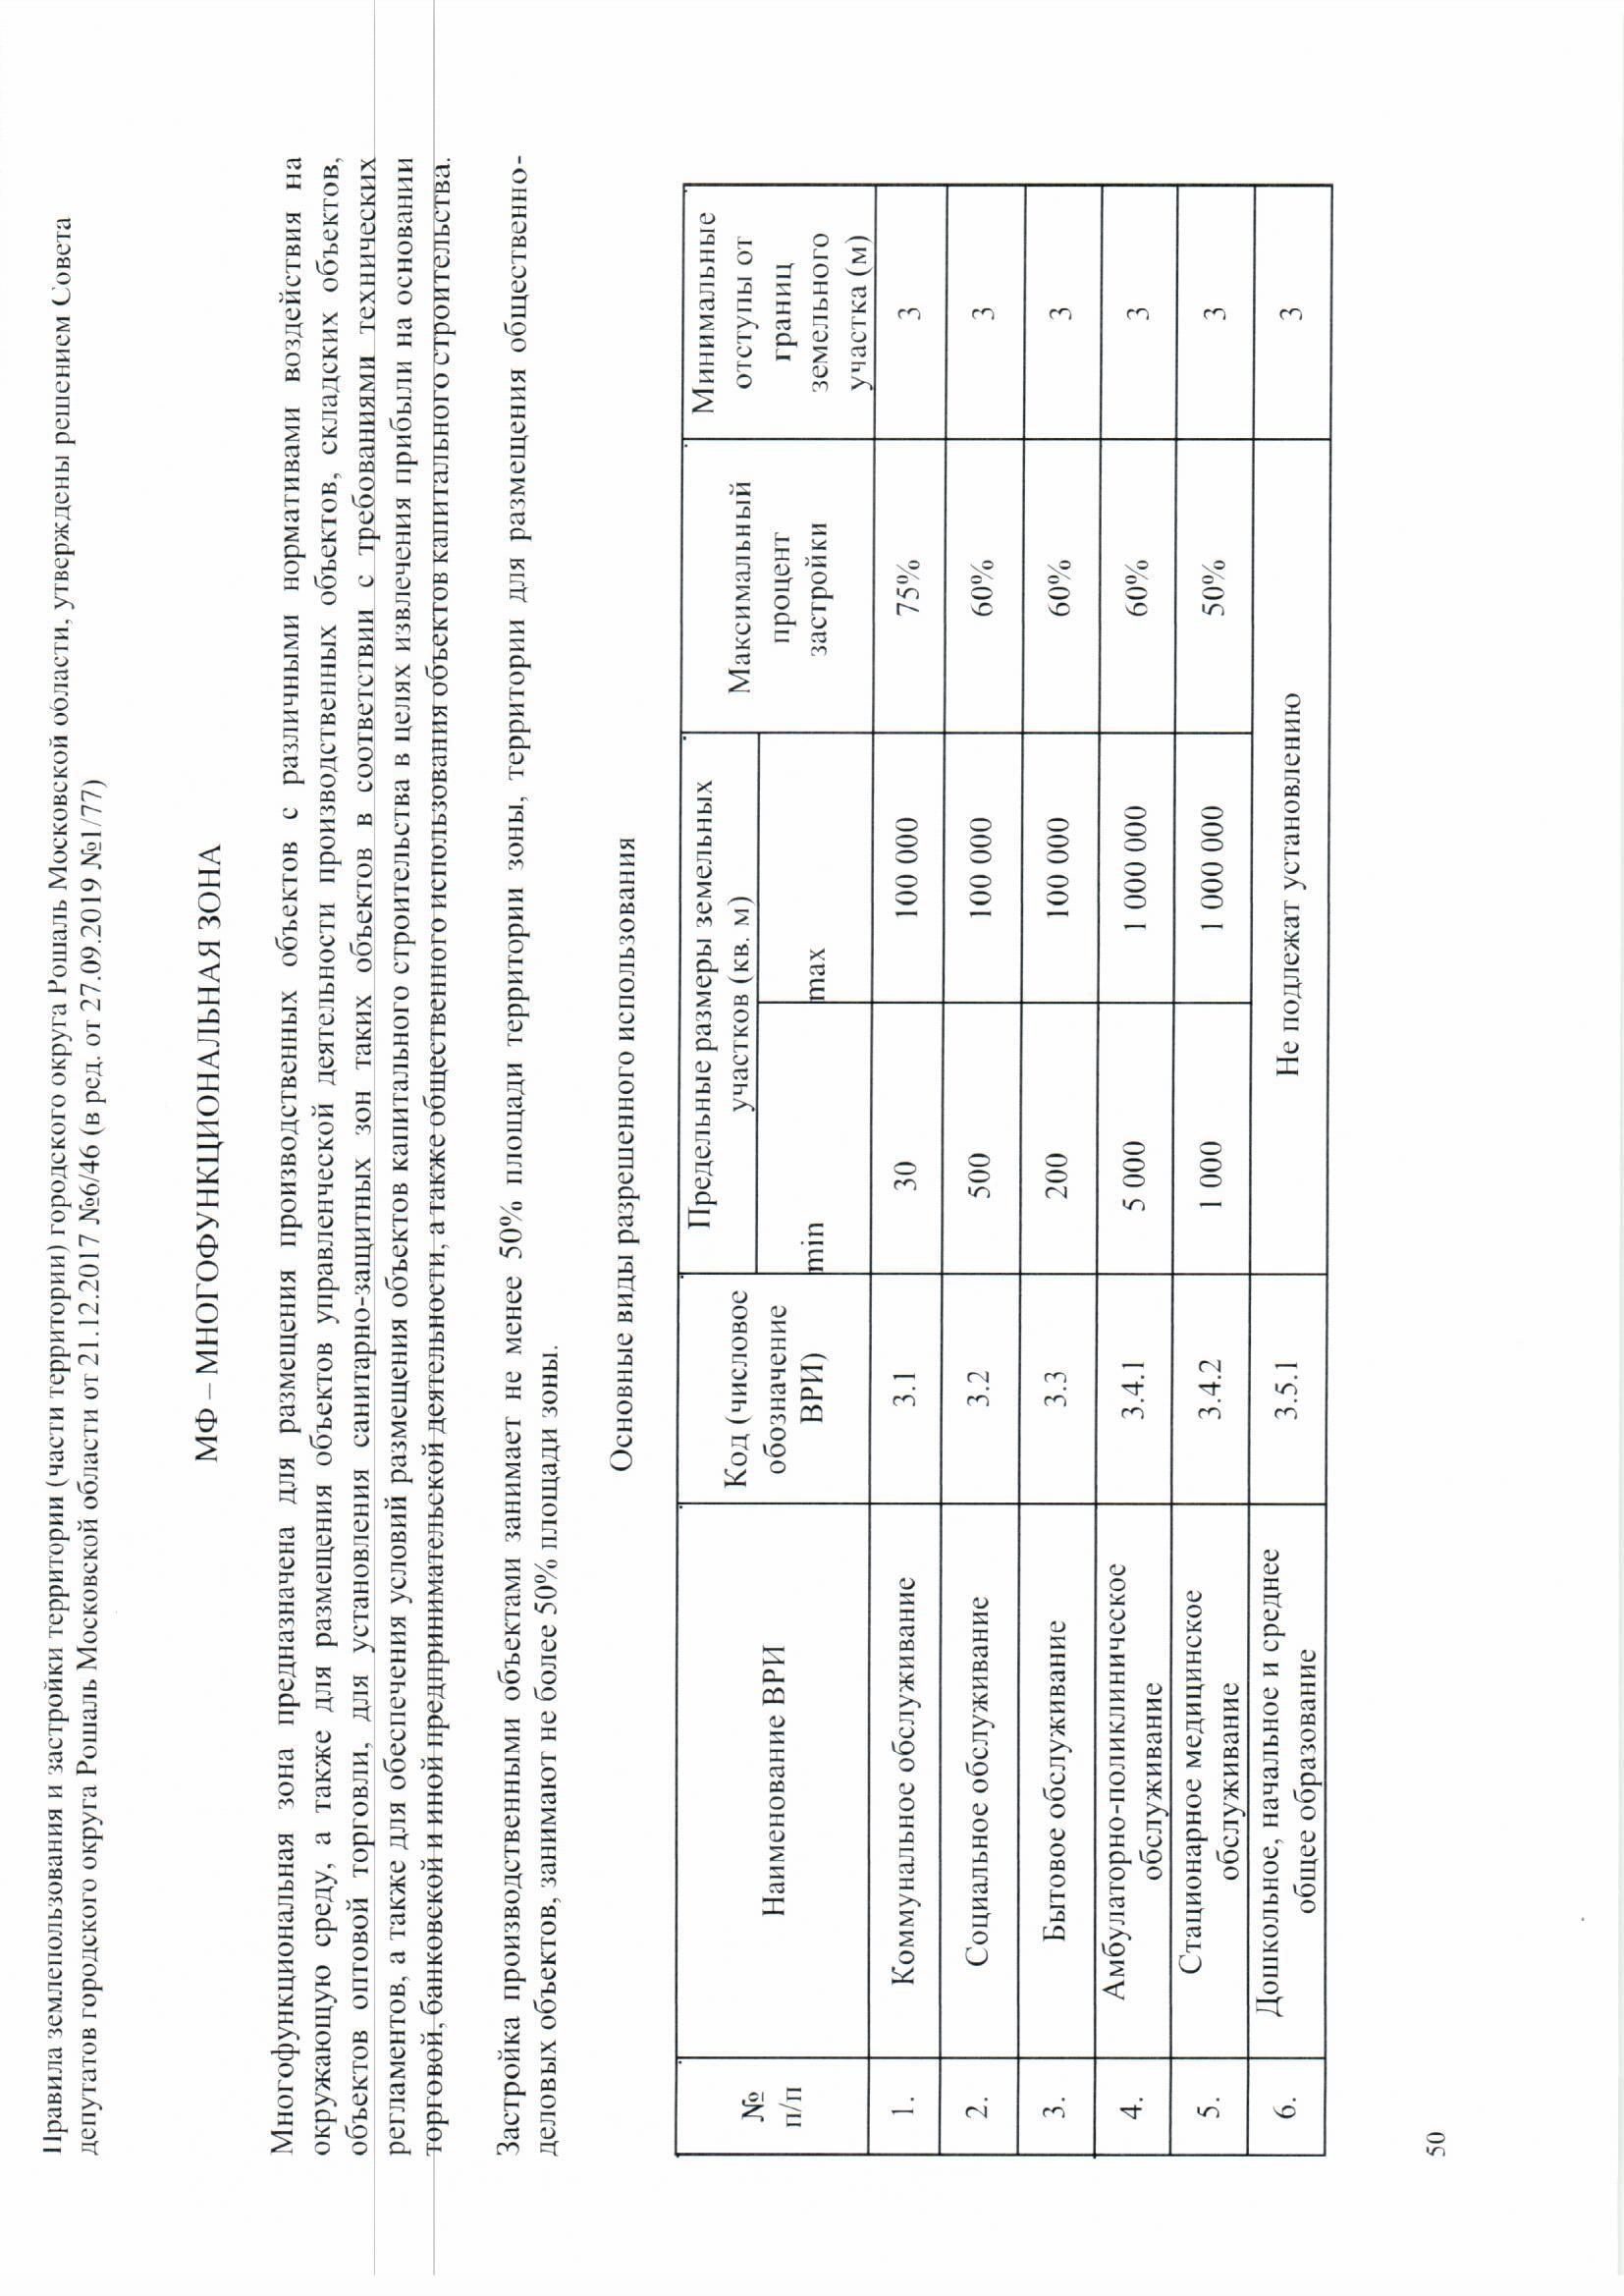 Правила землепользования и застройки территории (части территории) городского округа Рошаль Московской области, утверждены решением Совета
депутатов городского округа Рошаль Московской области от 21.12.2017 №6/46 (в ред. от 27.09.2019 №1/77)
МФ – МНОГОФУНКЦИОНАЛЬНАЯ ЗОНА
Многофункциональная зона предназначена для размещения производственных объектов с различными нормативами воздействия на
окружающую среду, а также для размещения объектов управленческой деятельности производственных объектов, складских объектов,
объектов оптовой торговли, для установления санитарно-защитных зон таких объектов в соответствии с требованиями технических
регламентов, а также для обеспечения условий размещения объектов капитального строительства в целях извлечения прибыли на основании
торговой, банковской и иной предпринимательской деятельности, а также общественного использования объектов капитального строительства.
Застройка производственными объектами занимает не менее 50% площади территории зоны, территории для размещения общественно-
деловых объектов, занимают не более 50% площади зоны.
Основные виды разрешенного использования
№ п/п
Наименование ВРИ
Код (числовое обозначение ВРИ)
Предельные размеры земельных участков (кв. м)
min
max
Максимальный процент застройки
Минимальные отступы от границ земельного участка (м)
1. Коммунальное обслуживание 3.1 30 100 000 75% 3
2. Социальное обслуживание 3.2 500 100 000 60% 3
3. Бытовое обслуживание 3.3 200 100 000 60% 3
4. Амбулаторно-поликлиническое обслуживание 3.4.1 5 000 1 000 000 60% 3
5. Стационарное медицинское обслуживание 3.4.2 1 000 1 000 000 50% 3
6. Дошкольное, начальное и среднее общее образование 3.5.1 Не подлежат установлению 3
50